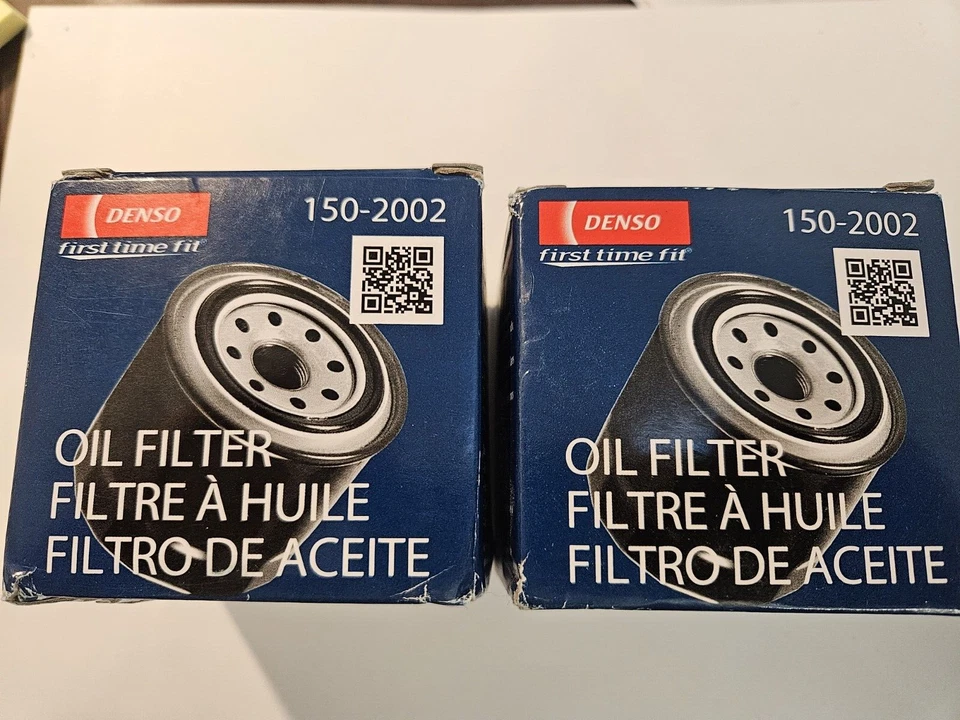 DENSO
first time fit®
150-2002
OIL FILTER
FILTRE À HUILE
FILTRO DE ACEITE
DENSO
first time fit®
150-2002
OIL FILTER
FILTRE À HUILE
FILTRO DE ACEITE